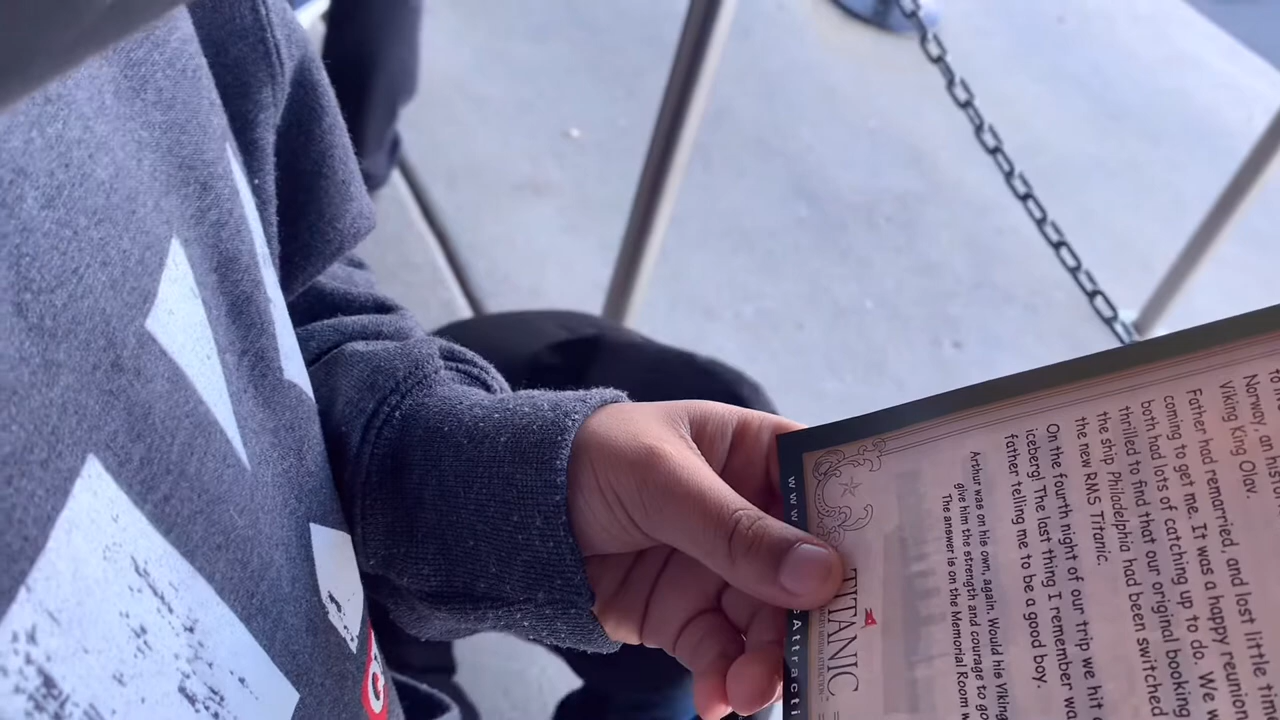 Norway, an his
Viking King Olav.
Father had remarried, and lost little tim
coming to get me. It was a happy reunion
both had lots of catching up to do. We w
thrilled to find that our original booking
the ship Philadelphia had been switched
the new RMS Titanic.
On the fourth night of our trip we hit
iceberg! The last thing I remember wa
father telling me to be a good boy.
Arthur was on his own, again. Would his Viking
give him the strength and courage to go
The answer is on the Memorial Room w
TITANIC
www.
Attracti